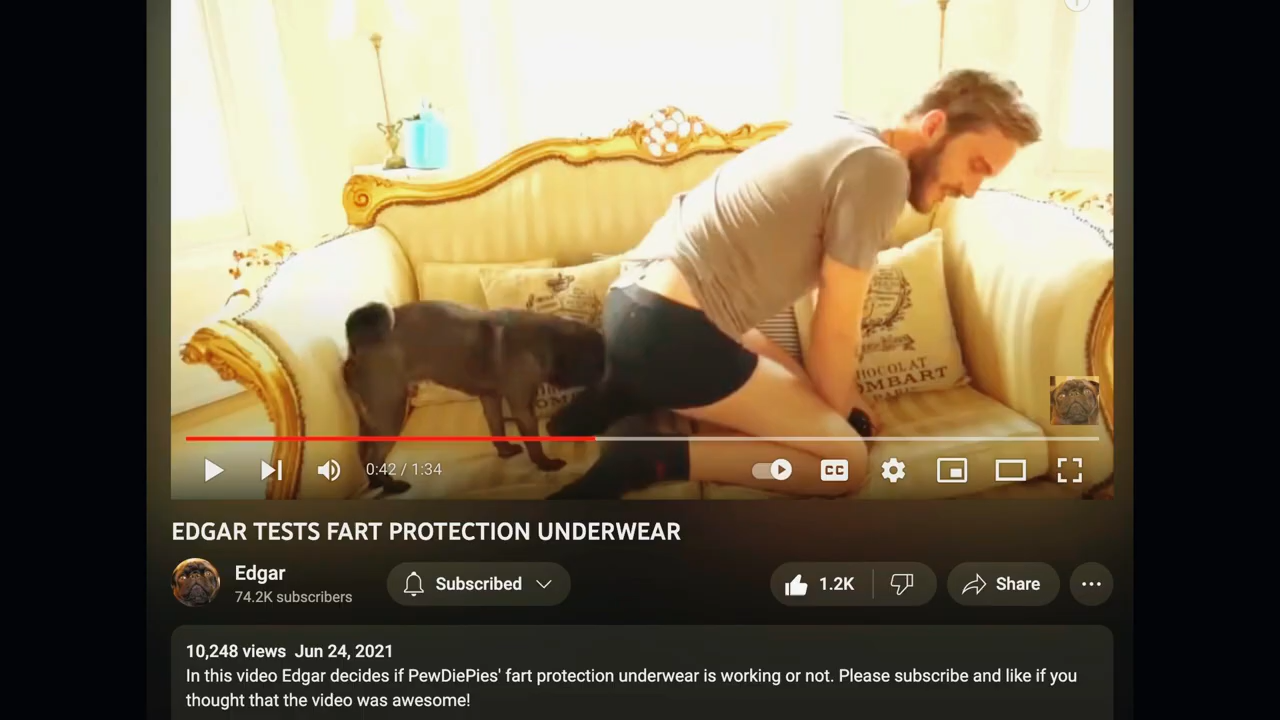 CHOCOLAT
OMBART
PARIS
0:42 / 1:34
CC
EDGAR TESTS FART PROTECTION UNDERWEAR
Edgar
74.2K subscribers
Subscribed
1.2K
Share
10,248 views Jun 24, 2021
In this video Edgar decides if PewDiePies' fart protection underwear is working or not. Please subscribe and like if you
thought that the video was awesome!